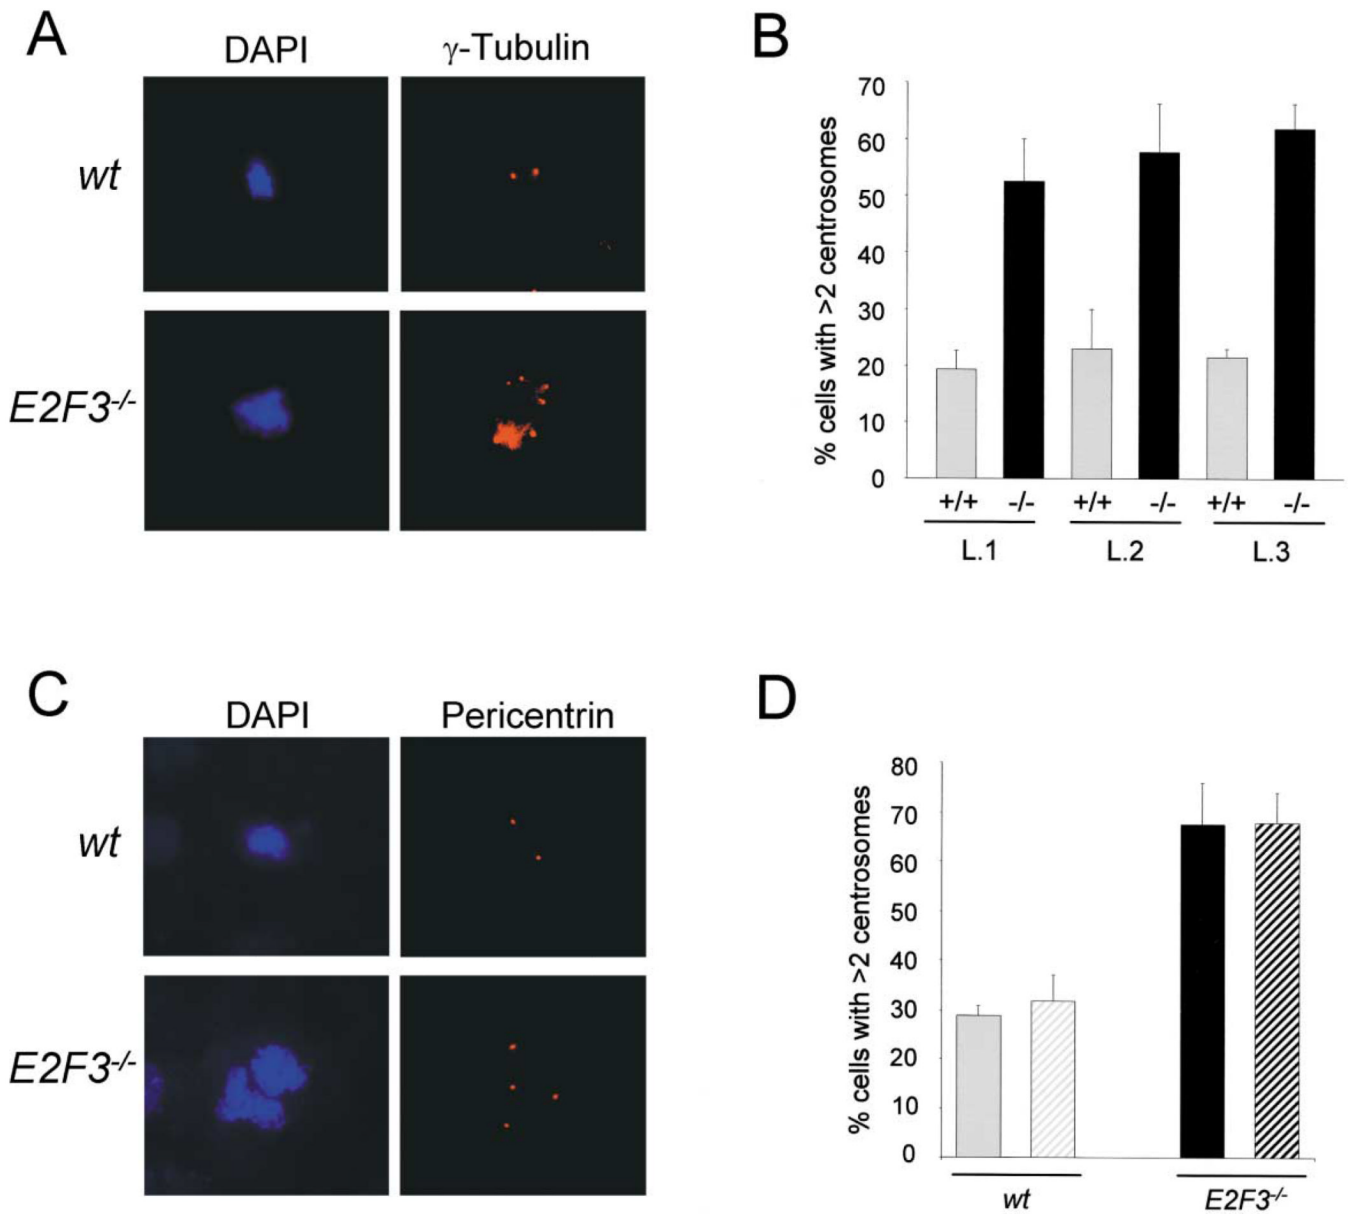 A
DAPI
γ-Tubulin
wt
E2F3-/-
B
% cells with >2 centrosomes
70
60
50
40
30
20
10
0
+/+ -/- +/+ -/- +/+ -/-
L.1 L.2 L.3
C
DAPI
Pericentrin
wt
E2F3-/-
D
% cells with >2 centrosomes
80
70
60
50
40
30
20
10
0
wt
E2F3-/-